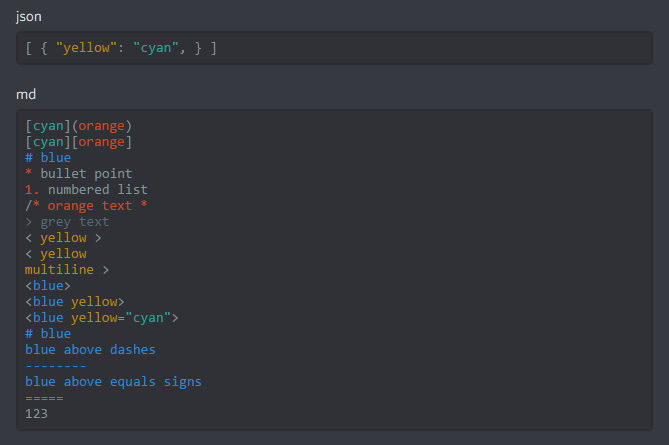 json
[ { "yellow": "cyan", } ]
md
[cyan](orange)
[cyan][orange]
# blue
* bullet point
1. numbered list
/* orange text *
> grey text
< yellow >
< yellow
multiline >
<blue>
<blue yellow>
<blue yellow="cyan">
# blue
blue above dashes
--------
blue above equals signs
=====
123